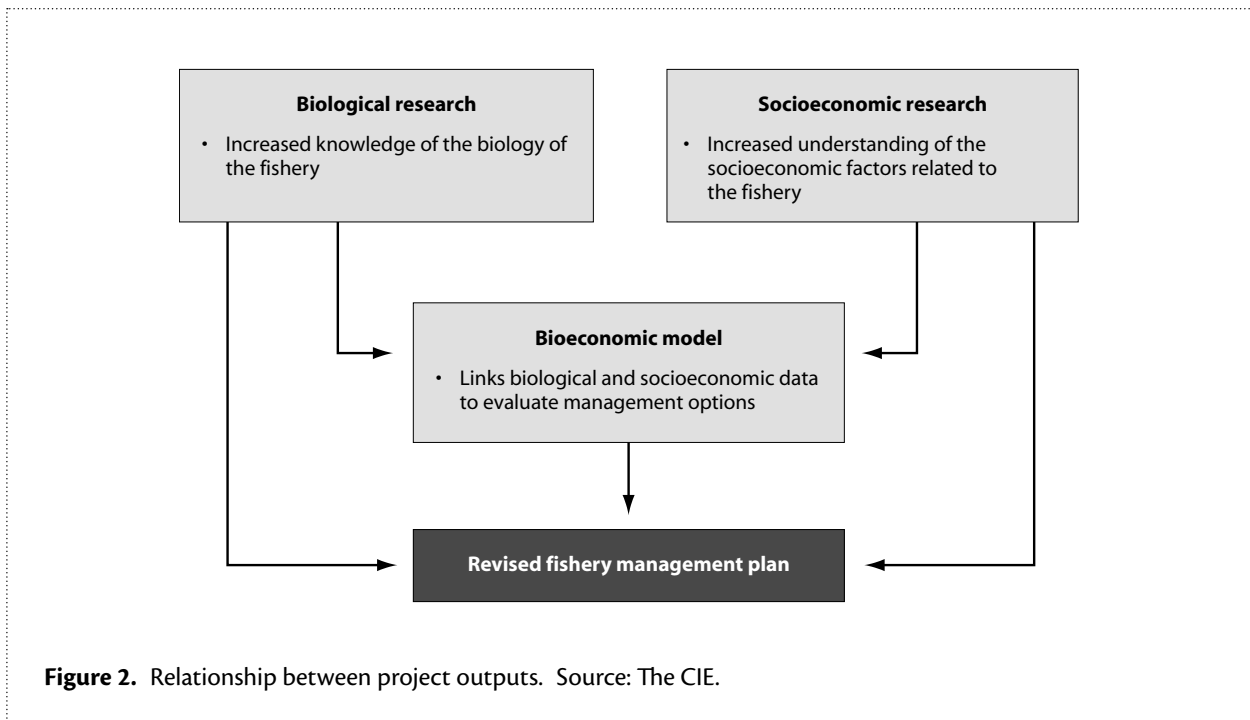 Biological research
• Increased knowledge of the biology of
the fishery
Socioeconomic research
• Increased understanding of the
socioeconomic factors related to
the fishery
Bioeconomic model
• Links biological and socioeconomic data
to evaluate management options
Revised fishery management plan
Figure 2. Relationship between project outputs. Source: The CIE.